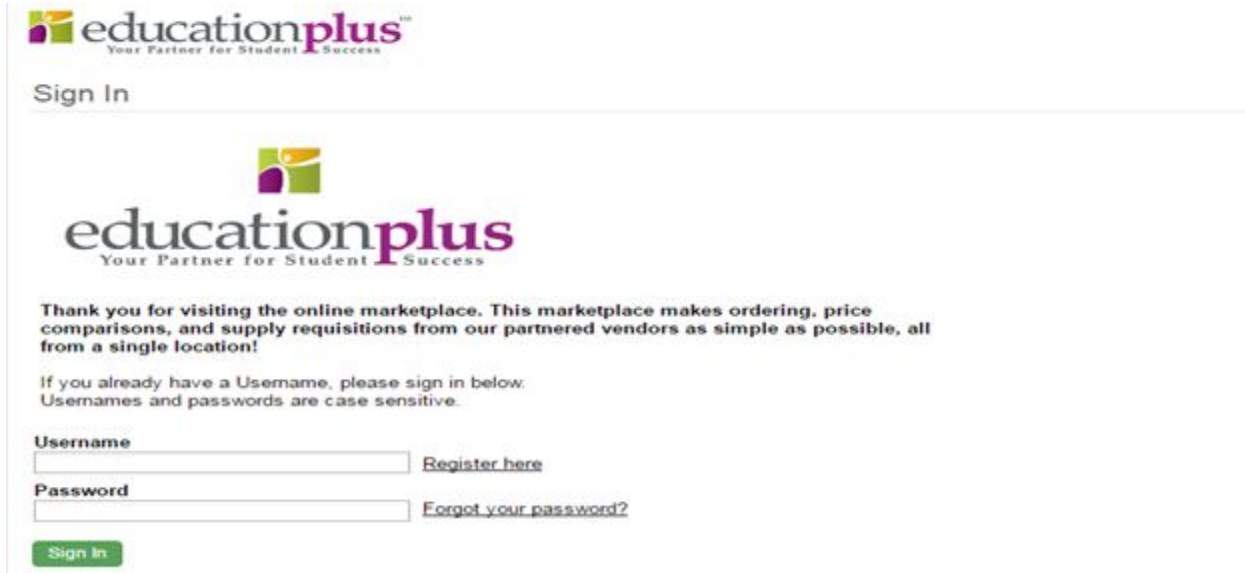 educationplus™
Your Partner for Student Success
Sign In
educationplus
Your Partner for Student Success
Thank you for visiting the online marketplace. This marketplace makes ordering, price
comparisons, and supply requisitions from our partnered vendors as simple as possible, all
from a single location!
If you already have a Username, please sign in below.
Usernames and passwords are case sensitive.
Username
Register here
Password
Forgot your password?
Sign In